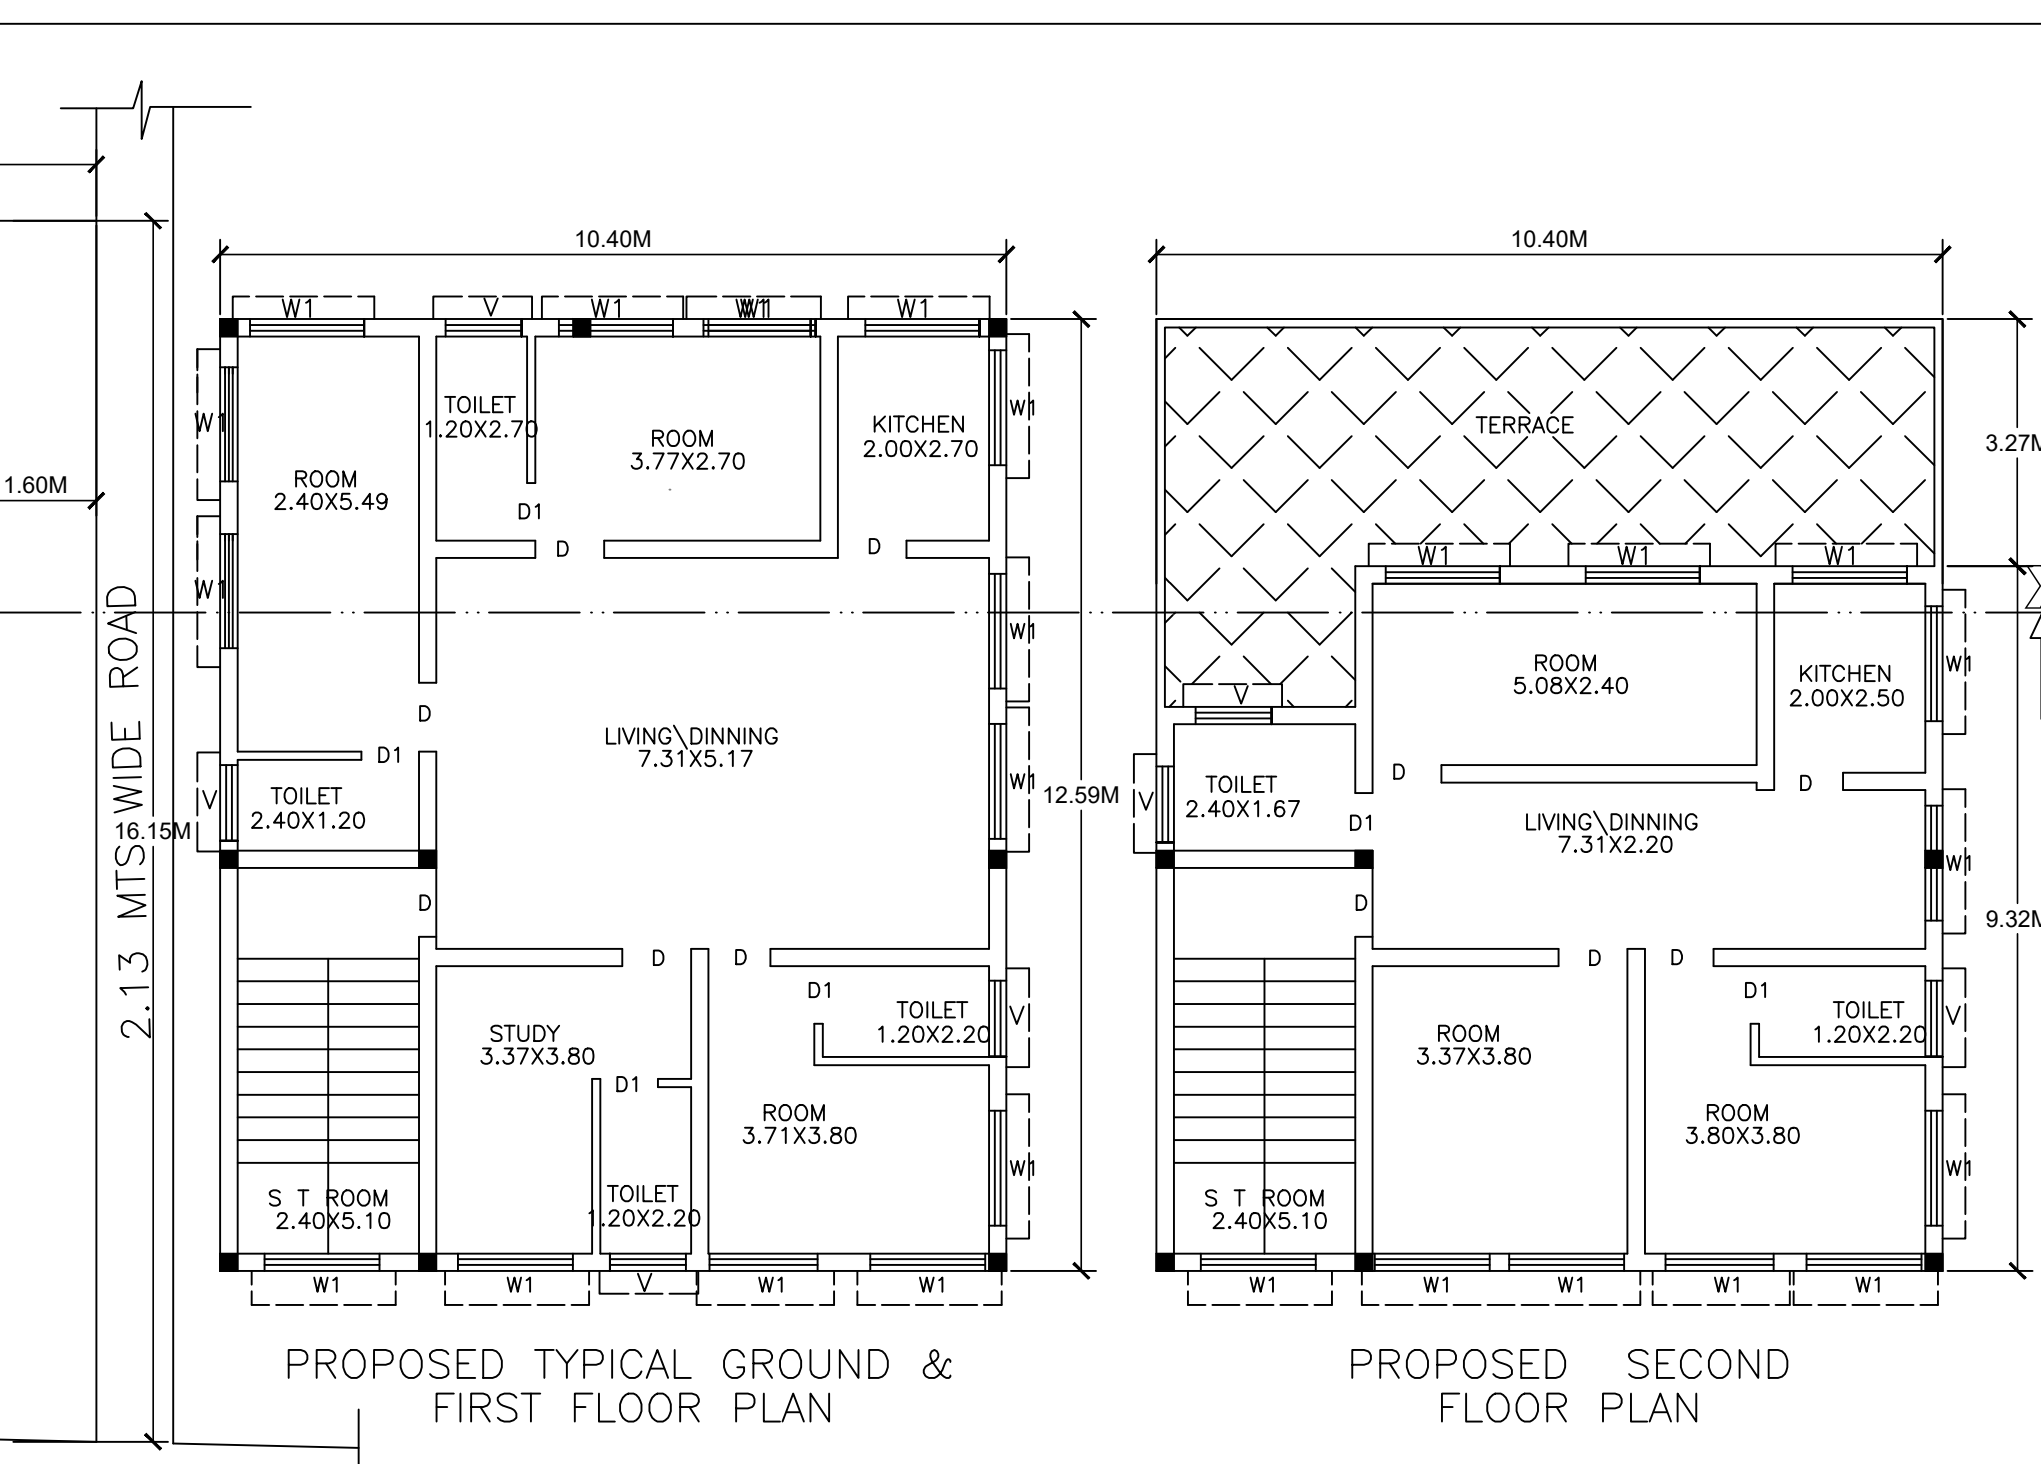 10.40M
W1
V
W1
W1
W1
W1
W1
TOILET
1.20X2.70
ROOM
3.77X2.70
KITCHEN
2.00X2.70
W1
ROOM
2.40X5.49
1.60M
D1
D
D
W1
W1
2.13 MTS WIDE ROAD
D
LIVING\DINNING
7.31X5.17
D1
W1
TOILET
2.40X1.20
V
16.15M
12.59M
D
D
D
D1
TOILET
1.20X2.20
V
STUDY
3.37X3.80
D1
ROOM
3.71X3.80
W1
S T ROOM
2.40X5.10
TOILET
1.20X2.20
W1
W1
V
W1
W1
PROPOSED TYPICAL GROUND &
FIRST FLOOR PLAN
10.40M
TERRACE
3.27M
W1
W1
W1
ROOM
5.08X2.40
KITCHEN
2.00X2.50
W1
V
D
D
TOILET
2.40X1.67
V
D1
LIVING\DINNING
7.31X2.20
W1
D
9.32M
D
D
D1
TOILET
1.20X2.20
V
ROOM
3.37X3.80
ROOM
3.80X3.80
W1
S T ROOM
2.40X5.10
W1
W1
W1
W1
W1
PROPOSED SECOND
FLOOR PLAN